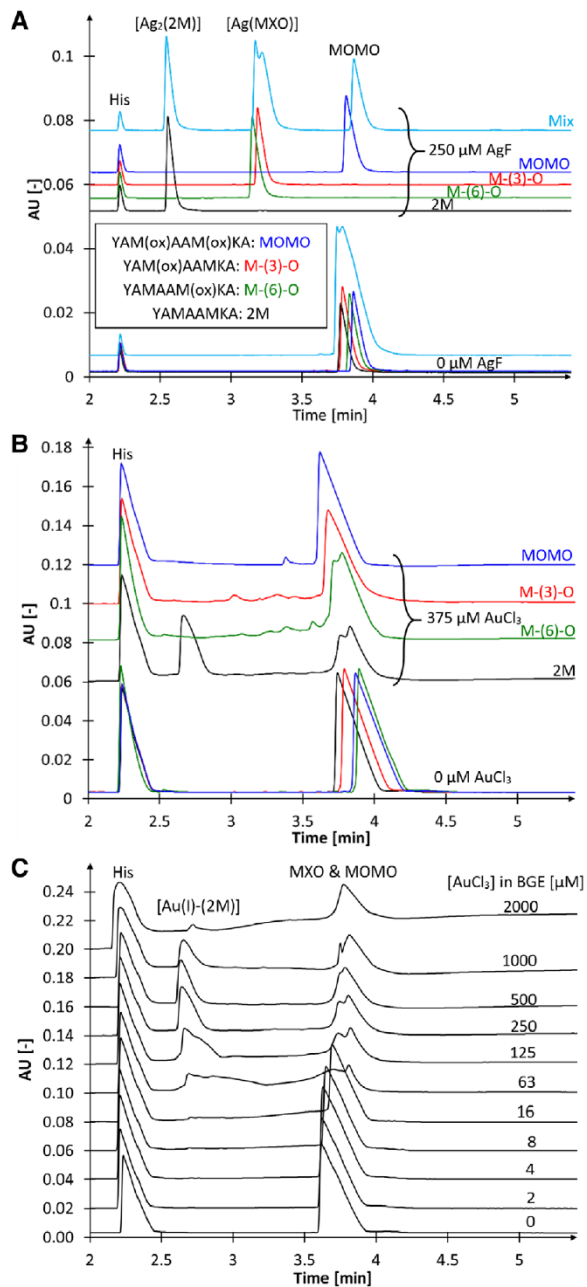 A
[Ag₂(2M)]
[Ag(MXO)]
MOMO
His
Mix
250 µM AgF
MOMO
M-(3)-O
M-(6)-O
2M
YAM(ox)AAM(ox)KA: MOMO
YAM(ox)AAMKA: M-(3)-O
YAMAAM(ox)KA: M-(6)-O
YAMAAMKA: 2M
0 µM AgF
AU [-]
0.1
0.08
0.06
0.04
0.02
0
2 2.5 3 3.5 4 4.5 5
Time [min]
B
His
MOMO
M-(3)-O
375 µM AuCl₃
M-(6)-O
2M
0 µM AuCl₃
AU [-]
0.18
0.16
0.14
0.12
0.1
0.08
0.06
0.04
0.02
0
2 2.5 3 3.5 4 4.5 5
Time [min]
C
His
MXO & MOMO
[AuCl₃] in BGE [µM]
[Au(I)-(2M)]
2000
1000
500
250
125
63
16
8
4
2
0
AU [-]
0.24
0.20
0.18
0.16
0.14
0.12
0.10
0.08
0.06
0.04
0.02
0.00
2 2.5 3 3.5 4 4.5 5
Time [min]